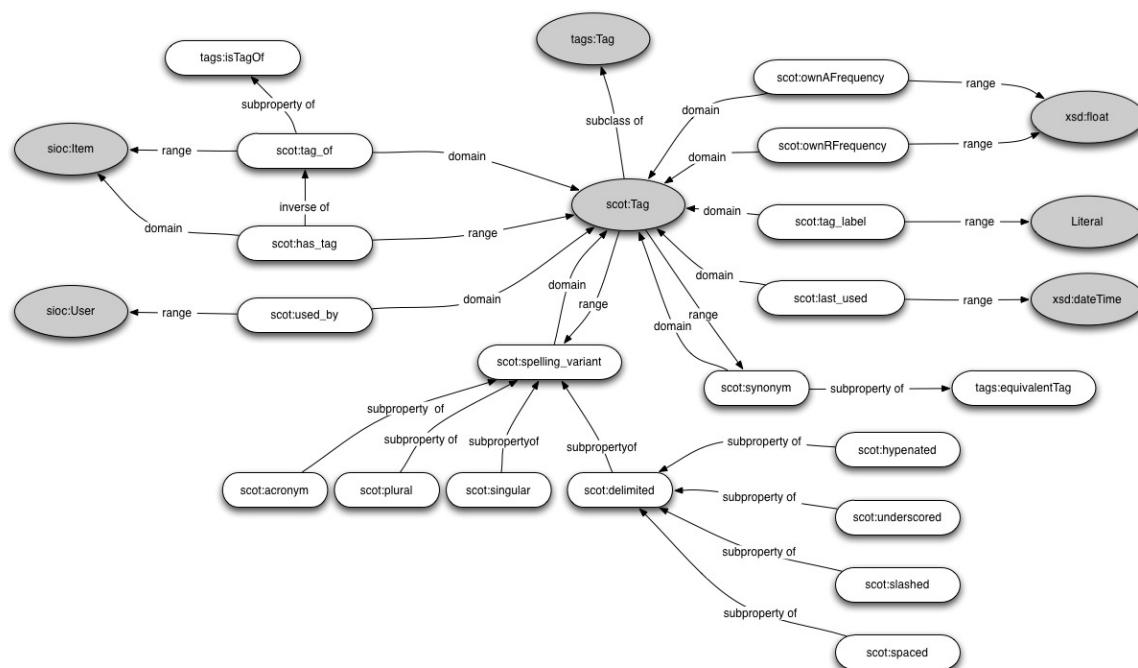 tags:Tag
tags:isTagOf
scot:ownAFrequency
range
domain
xsd:float
subproperty of
subclass of
sioc:Item
range
scot:tag_of
domain
domain
scot:ownRFrequency
range
inverse of
scot:Tag
domain
scot:tag_label
range
Literal
domain
scot:has_tag
range
domain
scot:last_used
range
xsd:dateTime
sioc:User
range
scot:used_by
domain
domain
range
domain
range
scot:spelling_variant
scot:synonym
subproperty of
tags:equivalentTag
subproperty of
subproperty of
subpropertyof
subpropertyof
subproperty of
scot:hypenated
scot:acronym
scot:plural
scot:singular
scot:delimited
subproperty of
scot:underscored
subproperty of
scot:slashed
subproperty of
scot:spaced